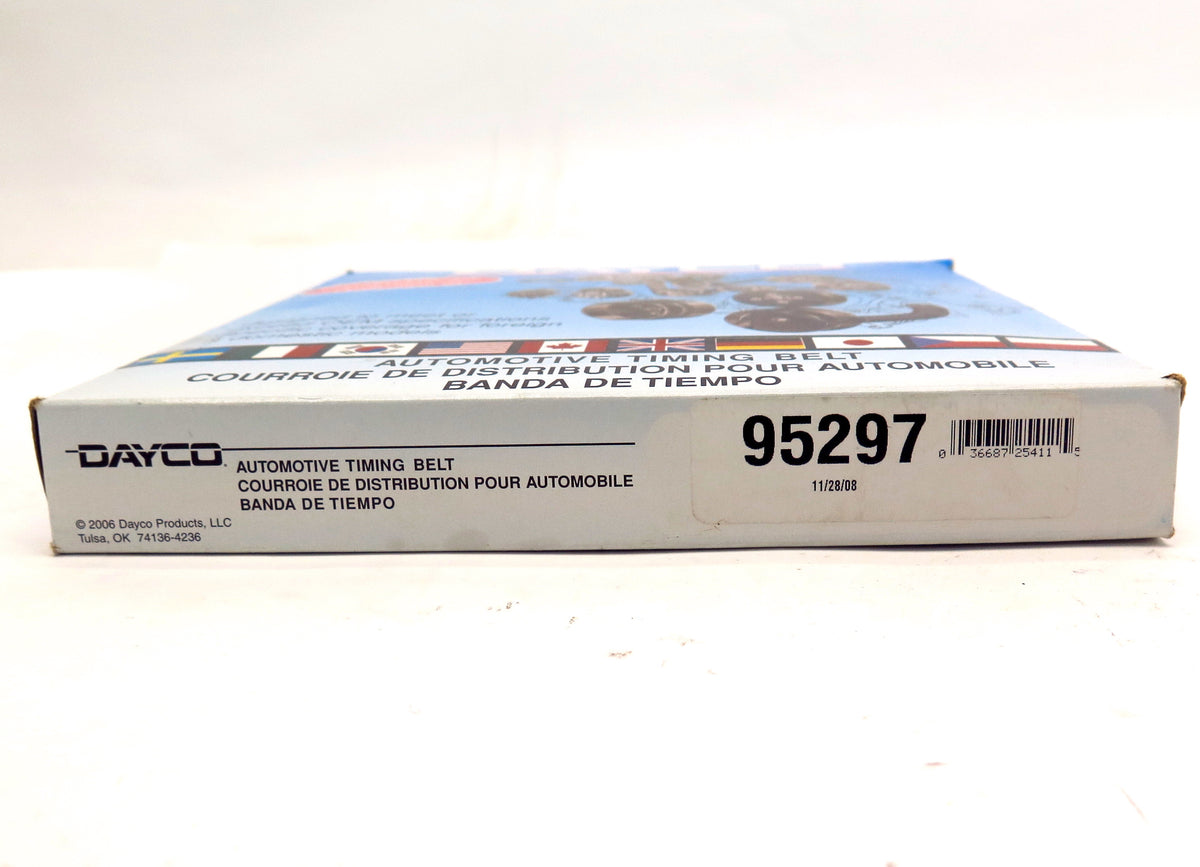 AUTOMOTIVE TIMING BELT
COURROIE DE DISTRIBUTION POUR AUTOMOBILE
BANDA DE TIEMPO
DAYCO.
AUTOMOTIVE TIMING BELT
COURROIE DE DISTRIBUTION POUR AUTOMOBILE
BANDA DE TIEMPO
© 2006 Dayco Products, LLC
Tulsa, OK 74136-4236
95297
11/28/08
0 36687 25411 5